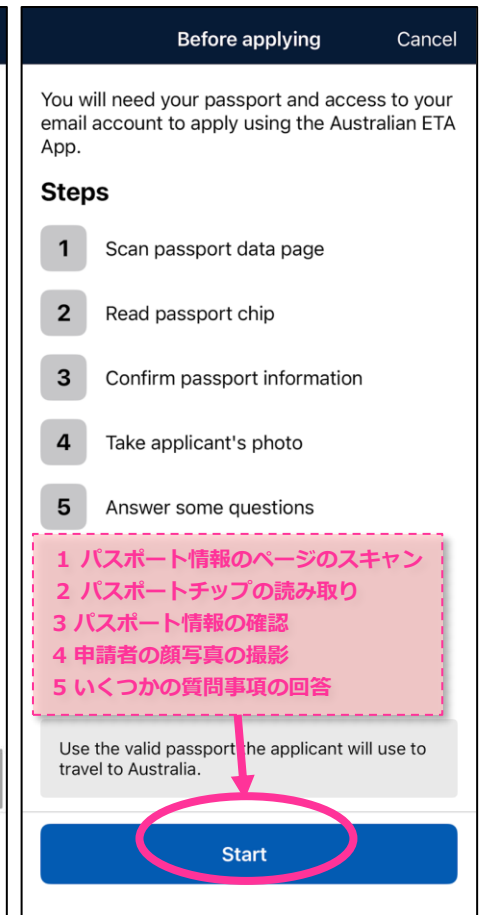 Before applying Cancel
You will need your passport and access to your
email account to apply using the Australian ETA
App.
Steps
1 Scan passport data page
2 Read passport chip
3 Confirm passport information
4 Take applicant's photo
5 Answer some questions
1 パスポート情報のページのスキャン
2 パスポートチップの読み取り
3 パスポート情報の確認
4 申請者の顔写真の撮影
5 いくつかの質問事項の回答
Use the valid passport the applicant will use to
travel to Australia.
Start